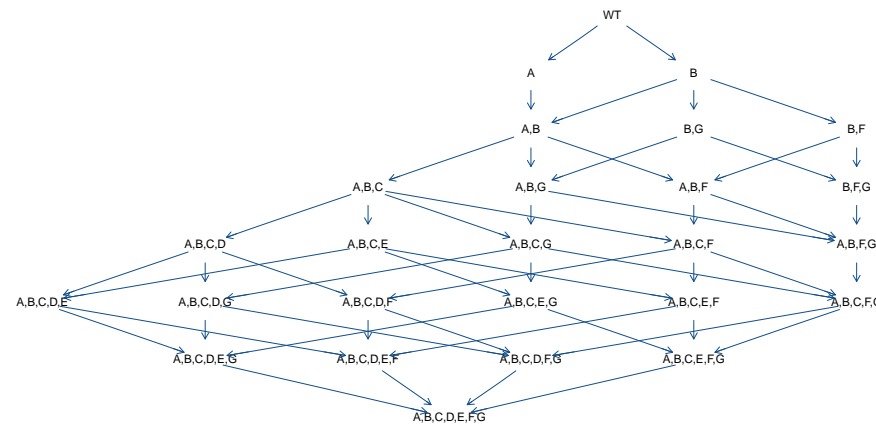 WT
A B
A,B B,G B,F
A,B,C A,B,G A,B,F B,F,G
A,B,C,D A,B,C,E A,B,C,G A,B,C,F A,B,F,G
A,B,C,D,E A,B,C,D,G A,B,C,D,F A,B,C,E,G A,B,C,E,F A,B,C,F,G
A,B,C,D,E,G A,B,C,D,E,F A,B,C,D,F,G A,B,C,E,F,G
A,B,C,D,E,F,G